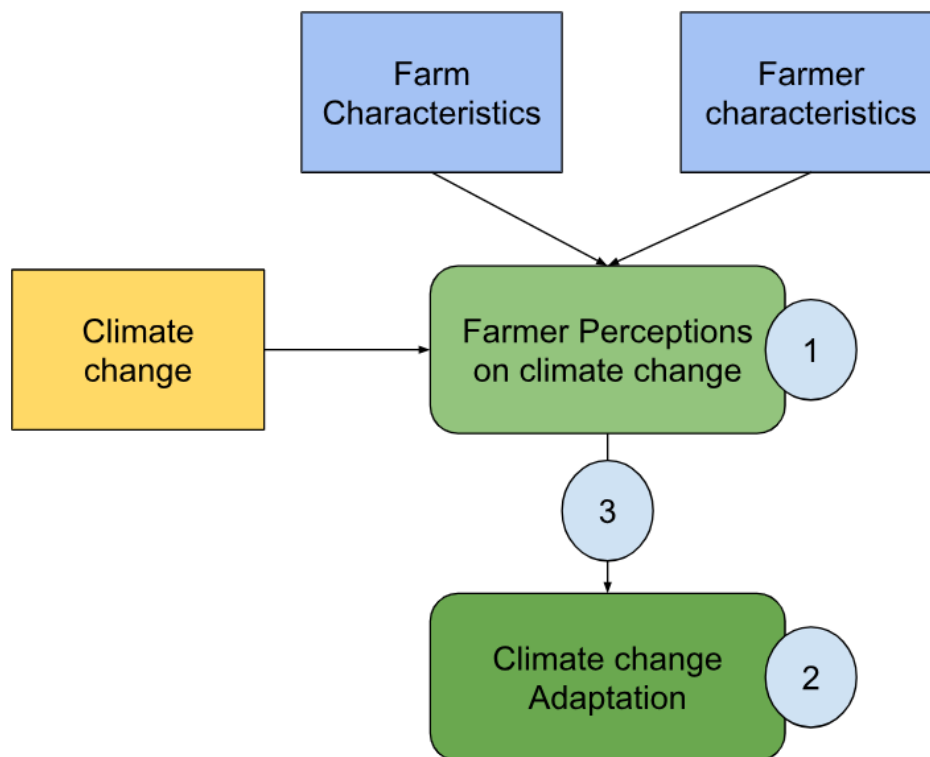 Farm
Characteristics
Farmer
characteristics
Climate
change
Farmer Perceptions
on climate change
1
3
Climate change
Adaptation
2